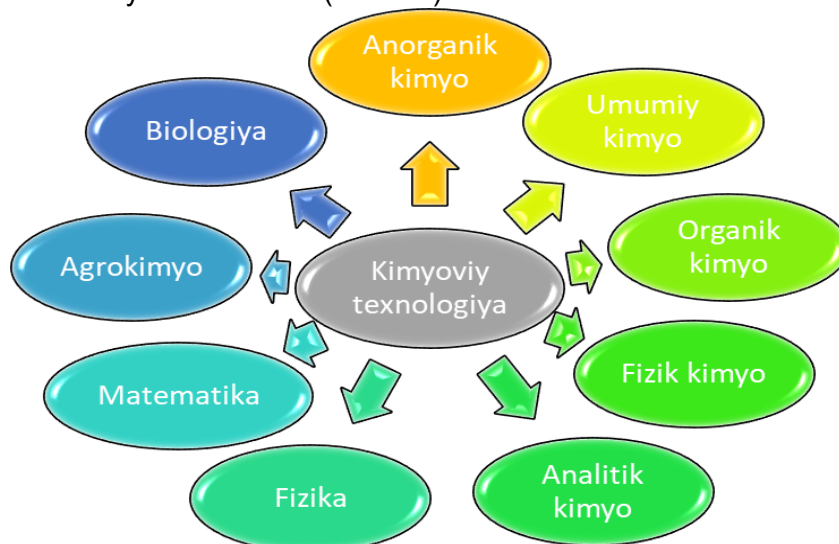 Anorganik
kimyo
Umumiy
kimyo
Biologiya
Organik
kimyo
Agrokimyo
Kimyoviy
texnologiya
Fizik kimyo
Matematika
Analitik
kimyo
Fizika